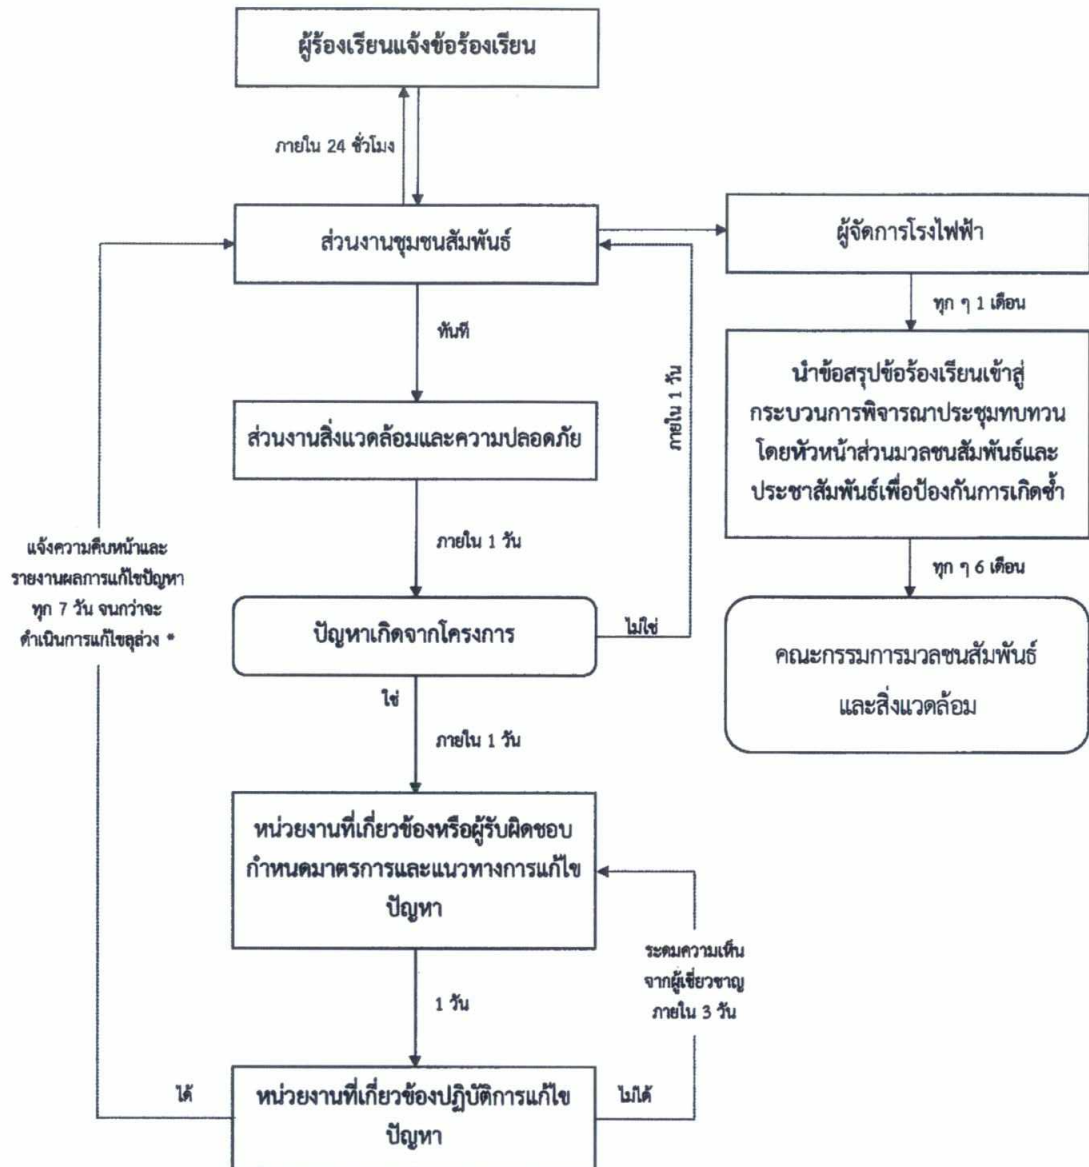 ผู้ร้องเรียนแจ้งข้อร้องเรียน
ภายใน 24 ชั่วโมง
ส่วนงานชุมชนสัมพันธ์
ผู้จัดการโรงไฟฟ้า
ทันที
ทุก ๆ 1 เดือน
ภายใน 1 วัน
นำข้อสรุปข้อร้องเรียนเข้าสู่
กระบวนการพิจารณาประชุมทบทวน
โดยหัวหน้าส่วนมวลชนสัมพันธ์และ
ประชาสัมพันธ์เพื่อป้องกันการเกิดซ้ำ
ส่วนงานสิ่งแวดล้อมและความปลอดภัย
ภายใน 1 วัน
ทุก ๆ 6 เดือน
แจ้งความคืบหน้าและ
รายงานผลการแก้ไขปัญหา
ทุก 7 วัน จนกว่าจะ
ดำเนินการแก้ไขลุล่วง *
ปัญหาเกิดจากโครงการ
ไม่ใช่
คณะกรรมการมวลชนสัมพันธ์
และสิ่งแวดล้อม
ใช่
ภายใน 1 วัน
หน่วยงานที่เกี่ยวข้องหรือผู้รับผิดชอบ
กำหนดมาตรการและแนวทางการแก้ไข
ปัญหา
ระดมความเห็น
จากผู้เชี่ยวชาญ
ภายใน 3 วัน
1 วัน
ได้
หน่วยงานที่เกี่ยวข้องปฏิบัติการแก้ไข
ปัญหา
ไม่ได้